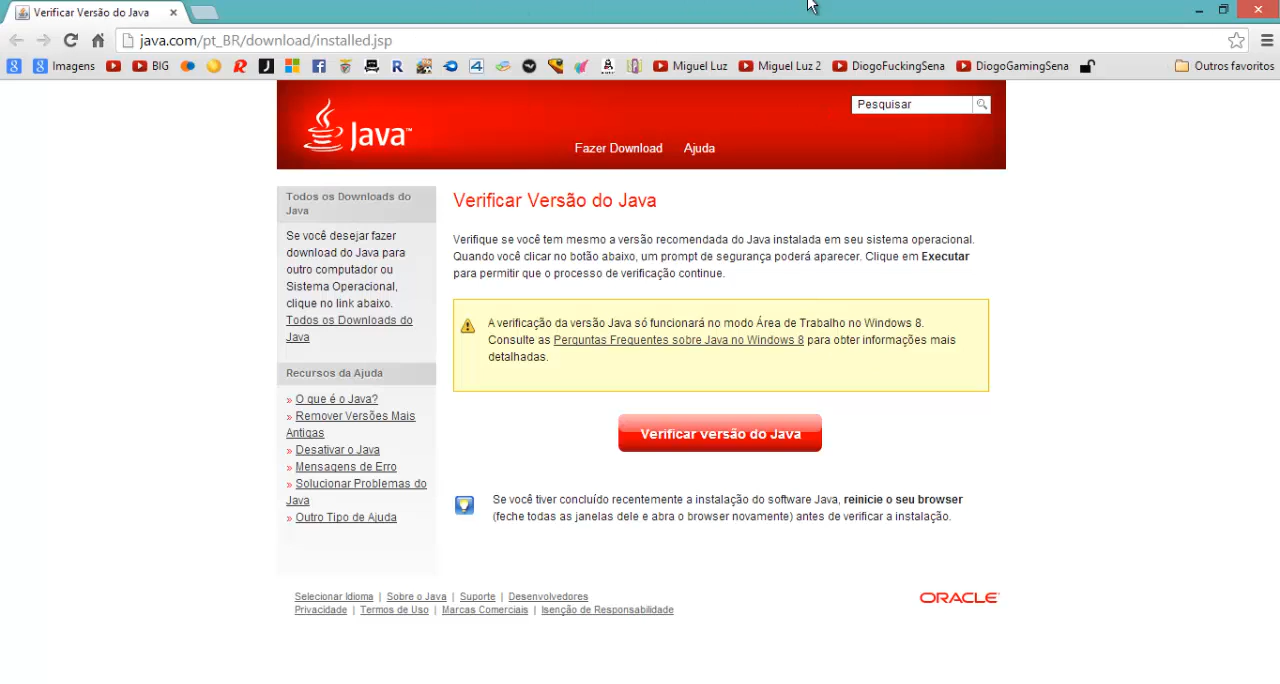 Verificar Versão do Java
java.com/pt_BR/download/installed.jsp
Imagens
BIG
Miguel Luz
Miguel Luz 2
DiogoFuckingSena
DiogoGamingSena
Outros favoritos
Java™
Pesquisar
Fazer Download
Ajuda
Todos os Downloads do
Java
Se você desejar fazer
download do Java para
outro computador ou
Sistema Operacional,
clique no link abaixo.
Todos os Downloads do
Java
Recursos da Ajuda
» O que é o Java?
» Remover Versões Mais
Antigas
» Desativar o Java
» Mensagens de Erro
» Solucionar Problemas do
Java
» Outro Tipo de Ajuda
Verificar Versão do Java
Verifique se você tem mesmo a versão recomendada do Java instalada em seu sistema operacional.
Quando você clicar no botão abaixo, um prompt de segurança poderá aparecer. Clique em Executar
para permitir que o processo de verificação continue.
A verificação da versão Java só funcionará no modo Área de Trabalho no Windows 8.
Consulte as Perguntas Frequentes sobre Java no Windows 8 para obter informações mais
detalhadas.
Verificar versão do Java
Se você tiver concluído recentemente a instalação do software Java, reinicie o seu browser
(feche todas as janelas dele e abra o browser novamente) antes de verificar a instalação.
Selecionar Idioma | Sobre o Java | Suporte | Desenvolvedores
Privacidade | Termos de Uso | Marcas Comerciais | Isenção de Responsabilidade
ORACLE